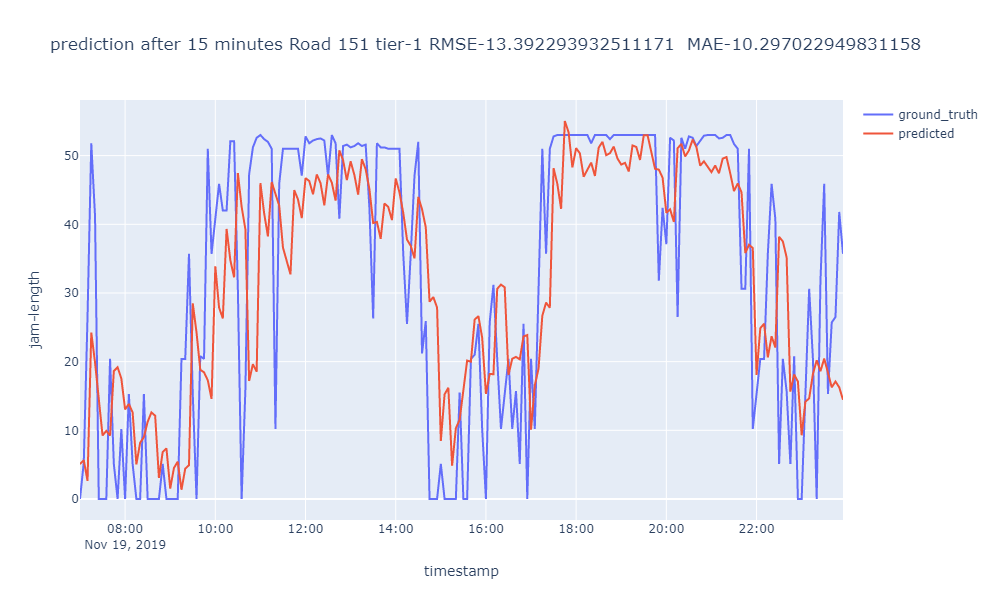 prediction after 15 minutes Road 151 tier-1 RMSE-13.392293932511171  MAE-10.297022949831158
ground_truth
predicted
jam-length
50
40
30
20
10
0
08:00 10:00 12:00 14:00 16:00 18:00 20:00 22:00
Nov 19, 2019
timestamp